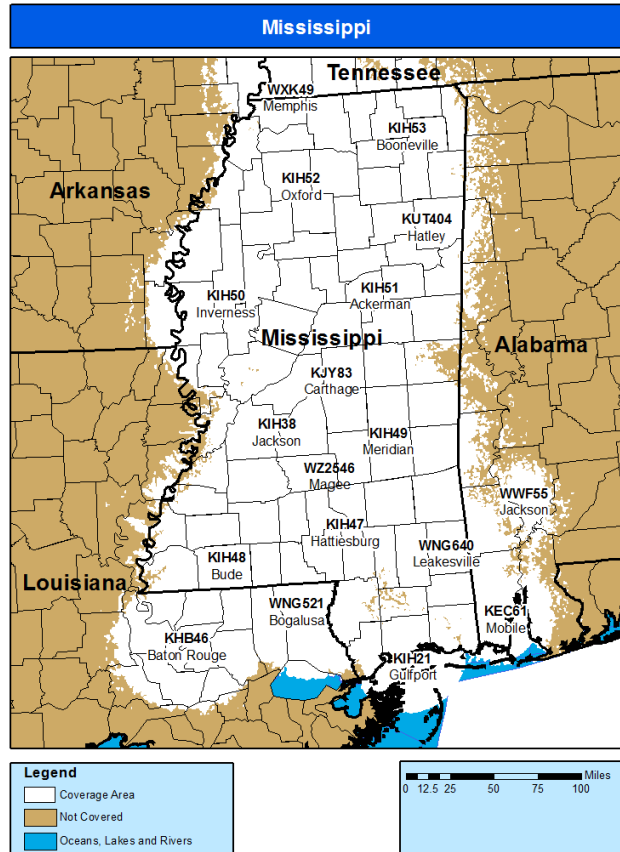 Mississippi
Tennessee
WXK49
Memphis
KIH53
Booneville
Arkansas
KIH52
Oxford
KUT404
Hatley
KIH50
Inverness
KIH51
Ackerman
Mississippi
Alabama
KJY83
Carthage
KIH38
Jackson
KIH49
Meridian
WZ2546
Magee
WWF55
Jackson
KIH47
Hattiesburg
KIH48
Bude
WNG640
Leakesville
Louisiana
WNG521
Bogalusa
KEC61
Mobile
KHB46
Baton Rouge
KIH21
Gulfport
Legend
Coverage Area
Not Covered
Oceans, Lakes and Rivers
Miles
0 12.5 25 50 75 100